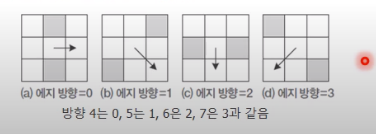 (a) 에지 방향=0 (b) 에지 방향=1 (c) 에지 방향=2 (d) 에지 방향=3
방향 4는 0, 5는 1, 6은 2, 7은 3과 같음